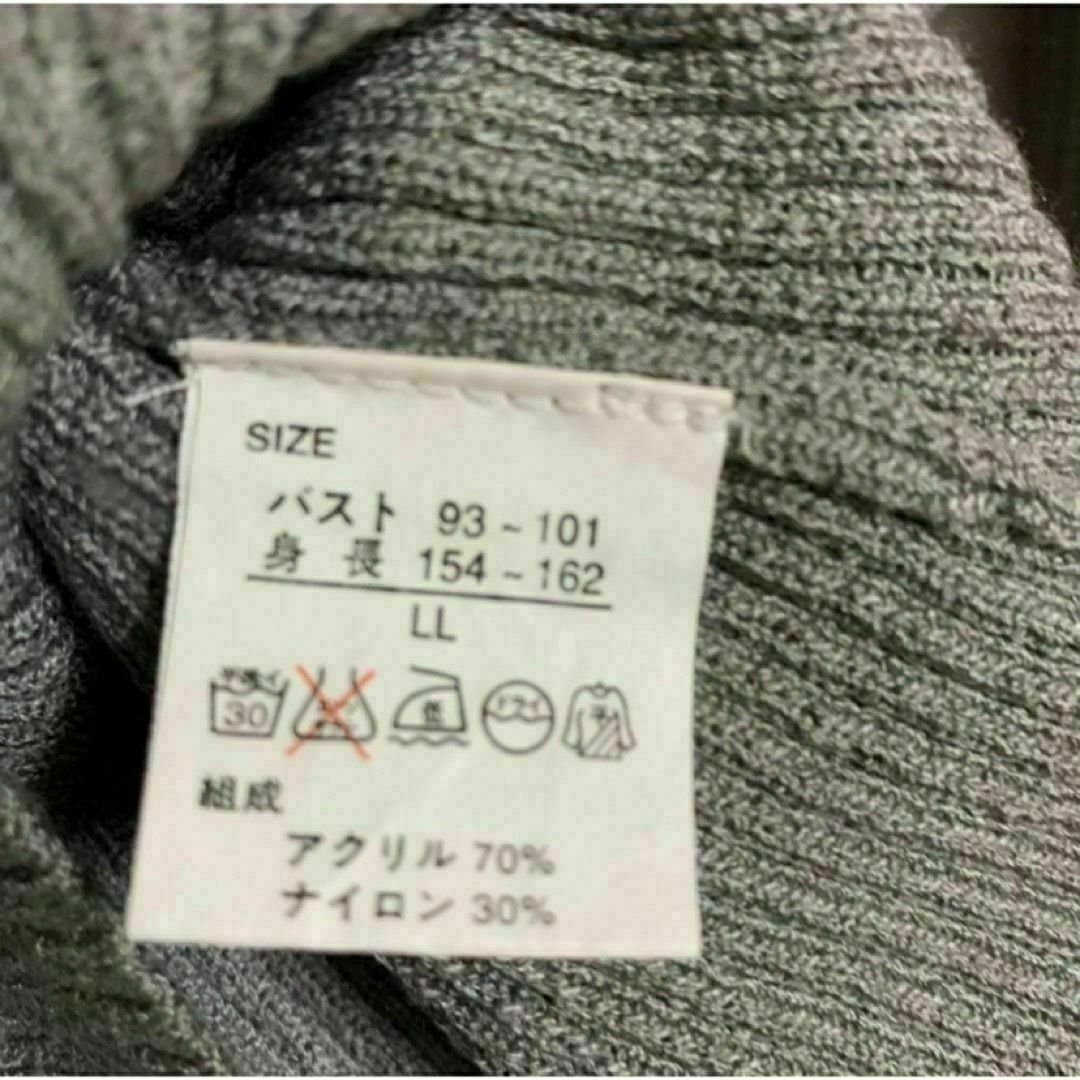 SIZE
バスト 93 ~ 101
身 長 154 ~ 162
LL
手洗イ
30
低
ドライ
組成
アクリル 70%
ナイロン 30%